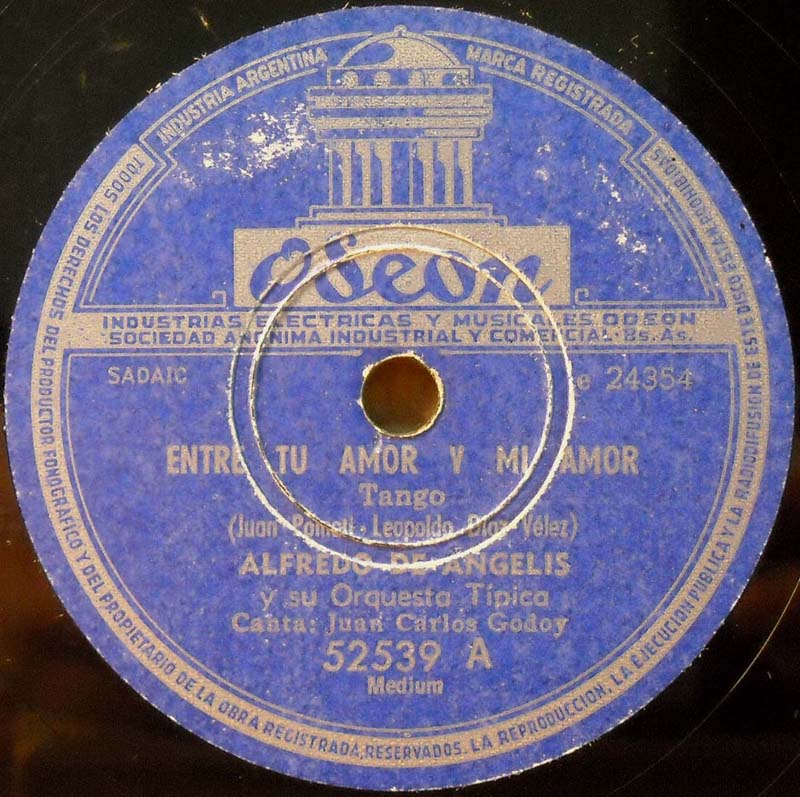 INDUSTRIA ARGENTINA
MARCA REGISTRADA
Odeon
INDUSTRIAS ELECTRICAS Y MUSICALES ODEON
SOCIEDAD ANONIMA INDUSTRIAL Y COMERCIAL Bs. As.
SADAIC
e 24354
ENTRE TU AMOR Y MI AMOR
Tango
(Juan - Leopoldo Díaz Vélez)
ALFREDO DE ANGELIS
y su Orquesta Típica
Canta: Juan Carlos Godoy
52539 A
Medium
TODOS LOS DERECHOS DEL PRODUCTOR FONOGRAFICO Y DEL PROPIETARIO DE LA OBRA REGISTRADA, RESERVADOS. LA REPRODUCCION, LA EJECUCION PUBLICA Y LA RADIODIFUSION DE ESTE DISCO ESTAN PROHIBIDAS